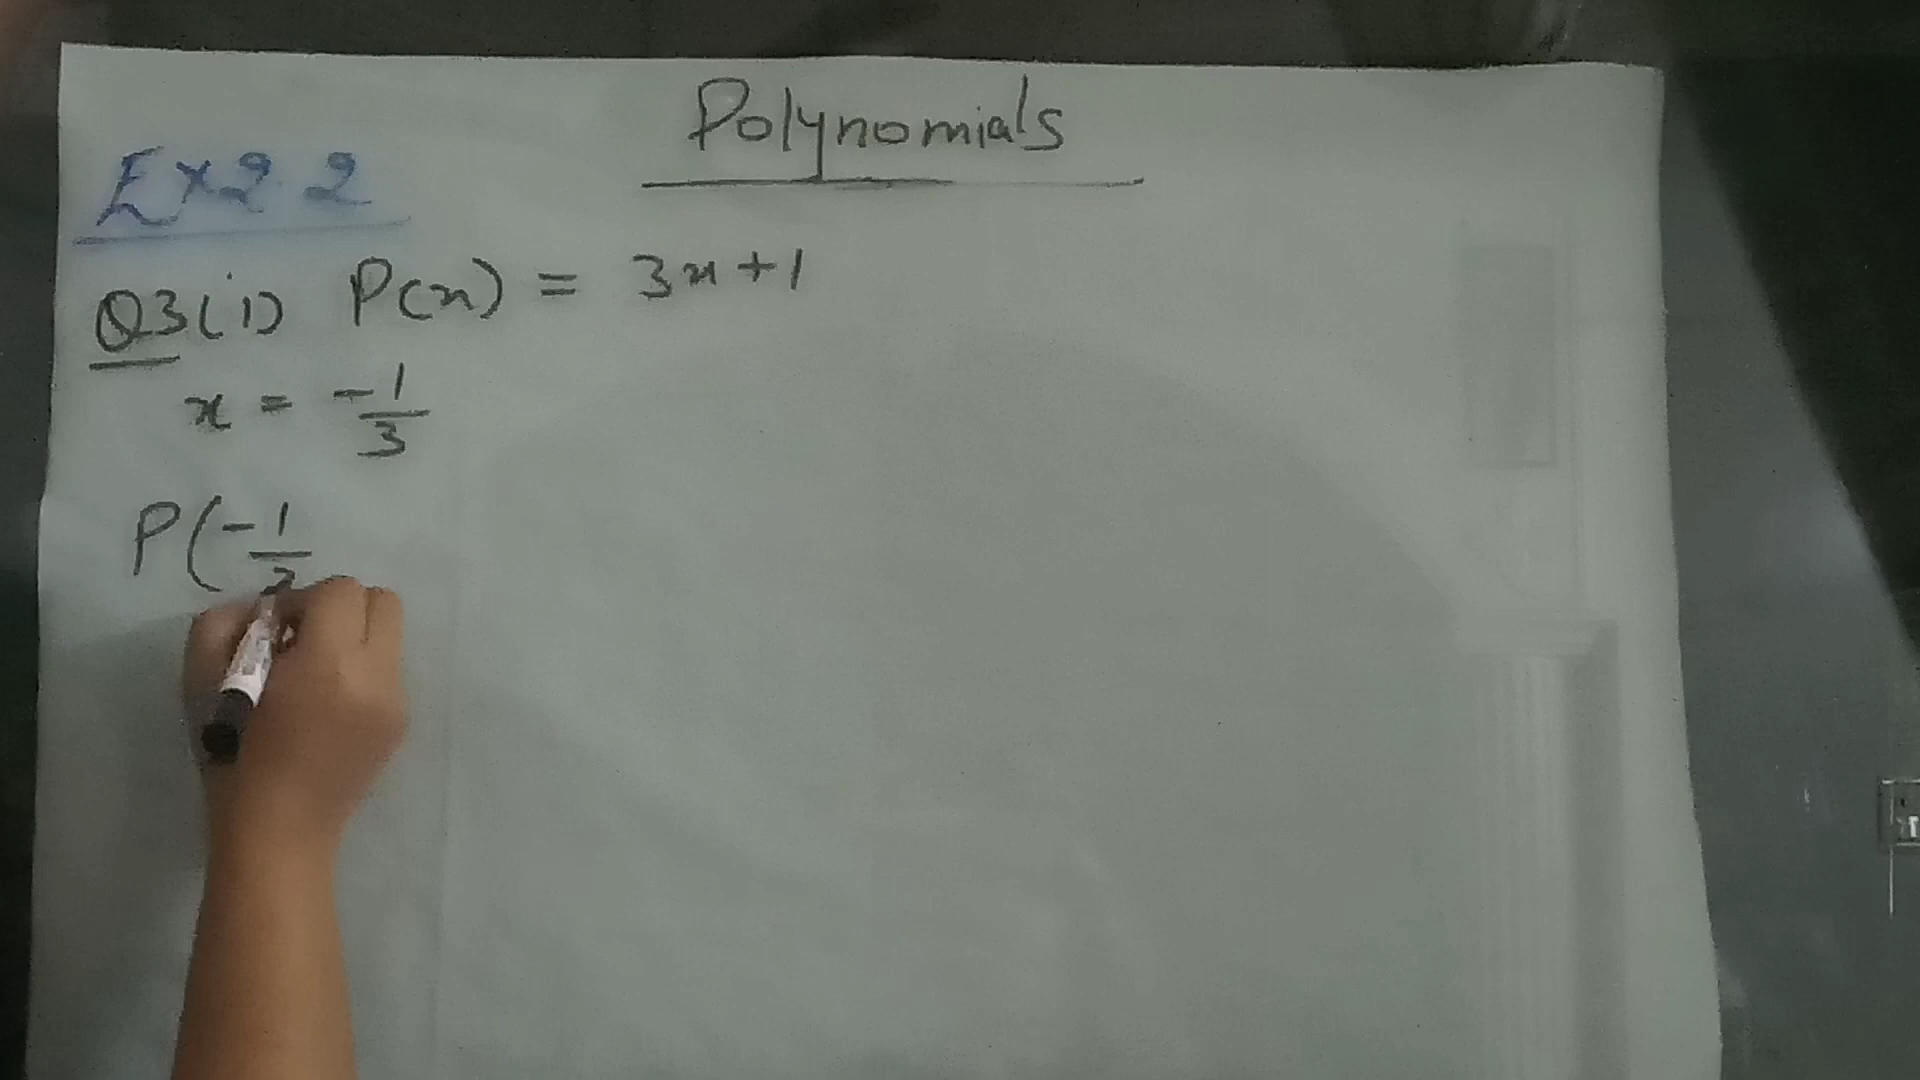 Polynomials
Ex 2.2
Q3(i) P(x) = 3x+1
x = -1/3
P(-1/3